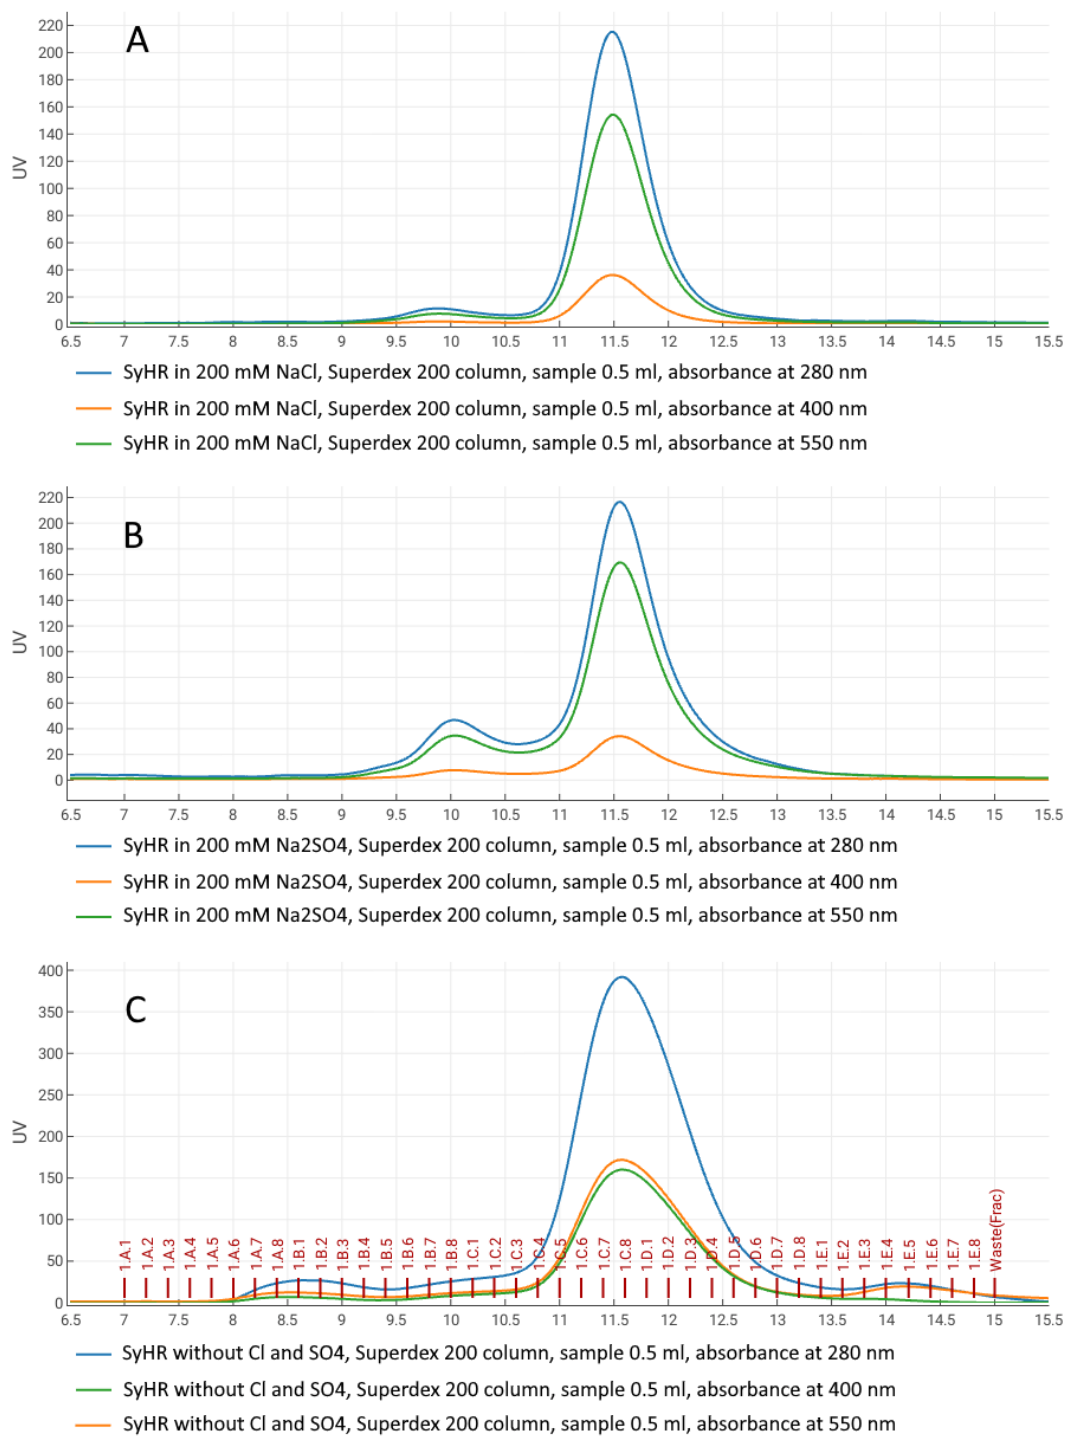 A
220
200
180
160
140
120
100
80
60
40
20
0
UV
6.5 7 7.5 8 8.5 9 9.5 10 10.5 11 11.5 12 12.5 13 13.5 14 14.5 15 15.5
SyHR in 200 mM NaCl, Superdex 200 column, sample 0.5 ml, absorbance at 280 nm
SyHR in 200 mM NaCl, Superdex 200 column, sample 0.5 ml, absorbance at 400 nm
SyHR in 200 mM NaCl, Superdex 200 column, sample 0.5 ml, absorbance at 550 nm
B
220
200
180
160
140
120
100
80
60
40
20
0
UV
6.5 7 7.5 8 8.5 9 9.5 10 10.5 11 11.5 12 12.5 13 13.5 14 14.5 15 15.5
SyHR in 200 mM Na2SO4, Superdex 200 column, sample 0.5 ml, absorbance at 280 nm
SyHR in 200 mM Na2SO4, Superdex 200 column, sample 0.5 ml, absorbance at 400 nm
SyHR in 200 mM Na2SO4, Superdex 200 column, sample 0.5 ml, absorbance at 550 nm
C
400
350
300
250
200
150
100
50
0
UV
1.A.1 1.A.2 1.A.3 1.A.4 1.A.5 1.A.6 1.A.7 1.A.8 1.B.1 1.B.2 1.B.3 1.B.4 1.B.5 1.B.6 1.B.7 1.B.8 1.C.1 1.C.2 1.C.3 1.C.4 1.C.5 1.C.6 1.C.7 1.C.8 1.D.1 1.D.2 1.D.3 1.D.4 1.D.5 1.D.6 1.D.7 1.D.8 1.E.1 1.E.2 1.E.3 1.E.4 1.E.5 1.E.6 1.E.7 1.E.8 Waste(Frac)
6.5 7 7.5 8 8.5 9 9.5 10 10.5 11 11.5 12 12.5 13 13.5 14 14.5 15 15.5
SyHR without Cl and SO4, Superdex 200 column, sample 0.5 ml, absorbance at 280 nm
SyHR without Cl and SO4, Superdex 200 column, sample 0.5 ml, absorbance at 400 nm
SyHR without Cl and SO4, Superdex 200 column, sample 0.5 ml, absorbance at 550 nm